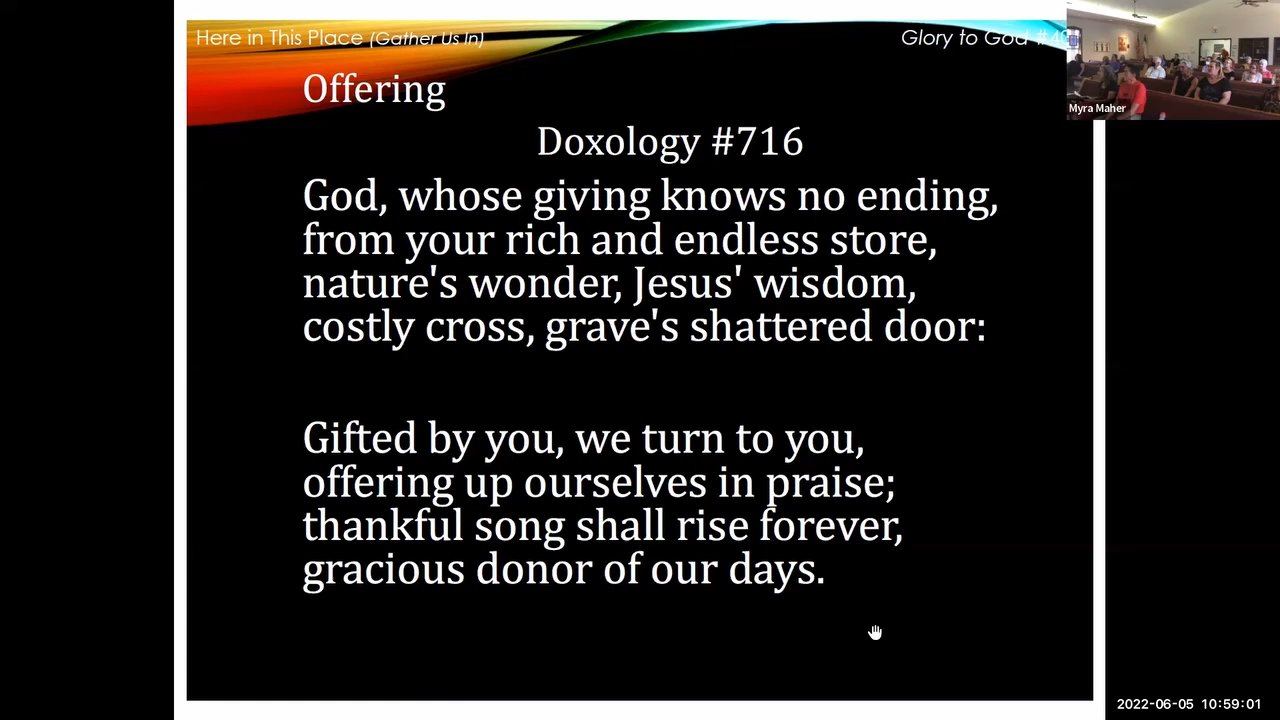 Here in This Place (Gather Us In)
Glory to God #4
Myra Maher
Offering
Doxology #716
God, whose giving knows no ending,
from your rich and endless store,
nature's wonder, Jesus' wisdom,
costly cross, grave's shattered door:
Gifted by you, we turn to you,
offering up ourselves in praise;
thankful song shall rise forever,
gracious donor of our days.
2022-06-05 10:59:01